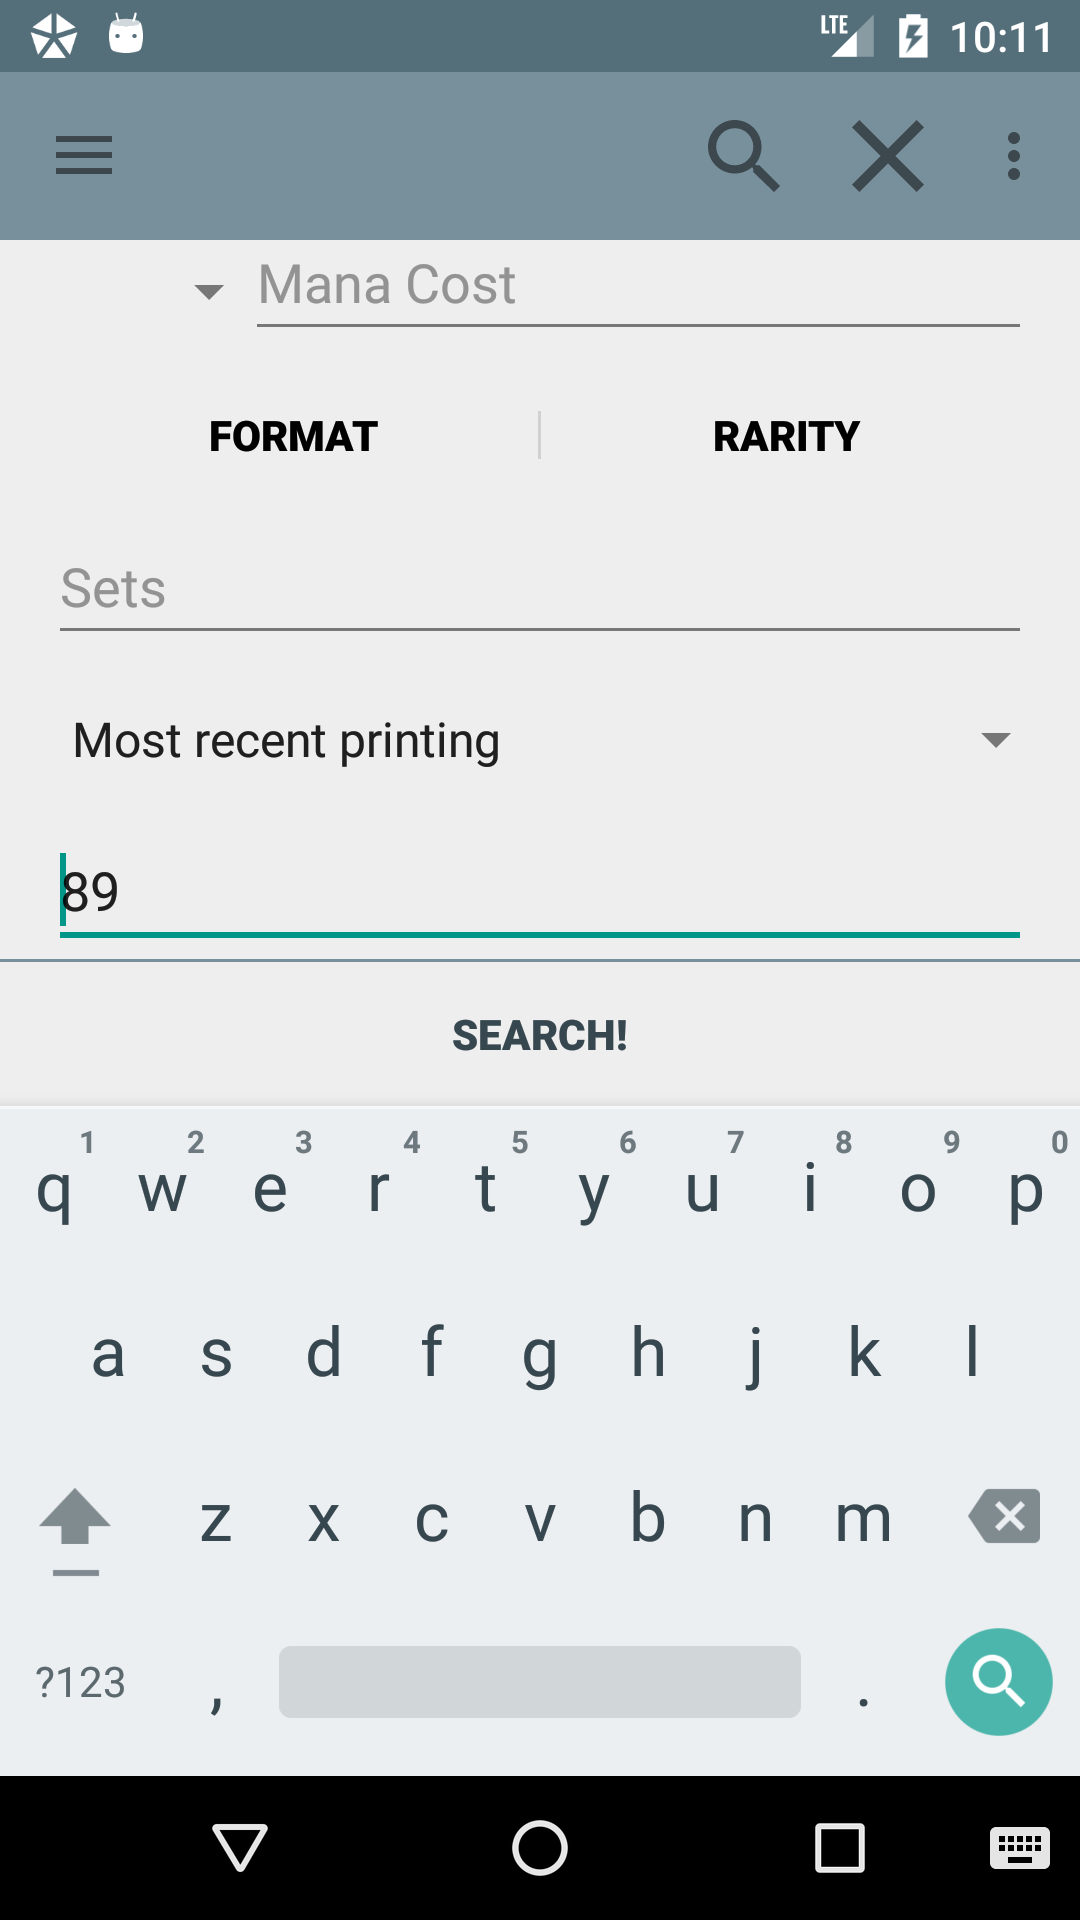 LTE 10:11
Mana Cost
FORMAT RARITY
Sets
Most recent printing
89
SEARCH!
1 2 3 4 5 6 7 8 9 0
q w e r t y u i o p
a s d f g h j k l
z x c v b n m
?123 , .